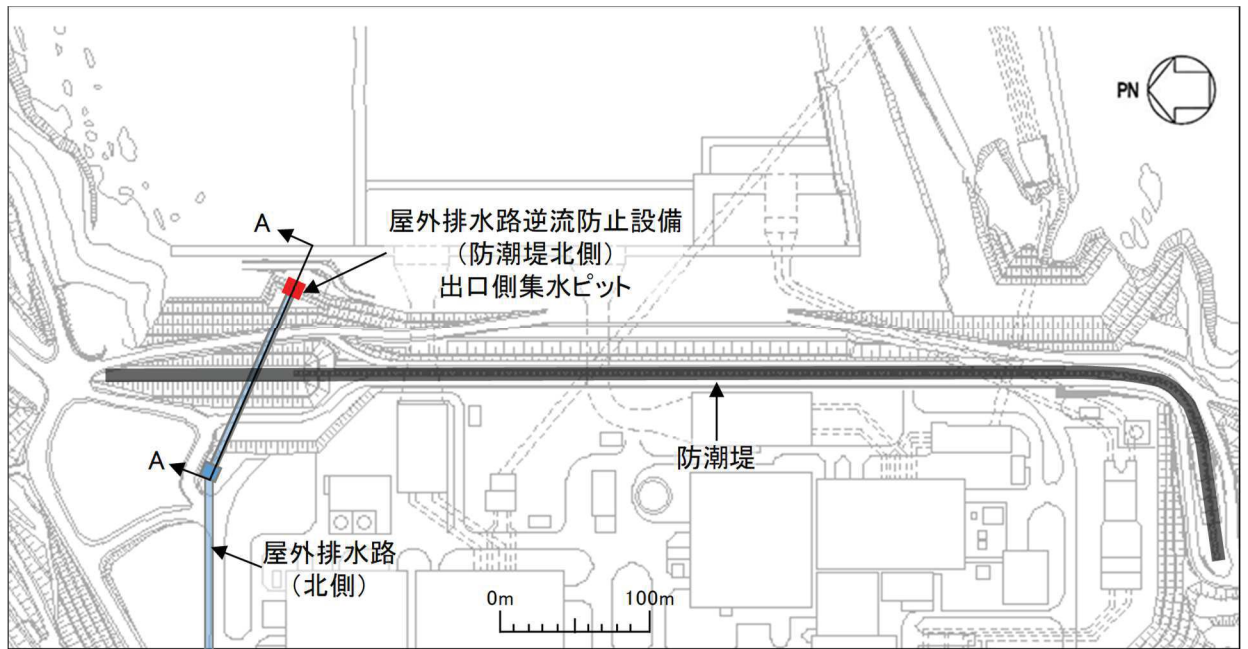 PN
A
屋外排水路逆流防止設備
（防潮堤北側）
出口側集水ピット
A
防潮堤
屋外排水路
（北側）
0m
100m